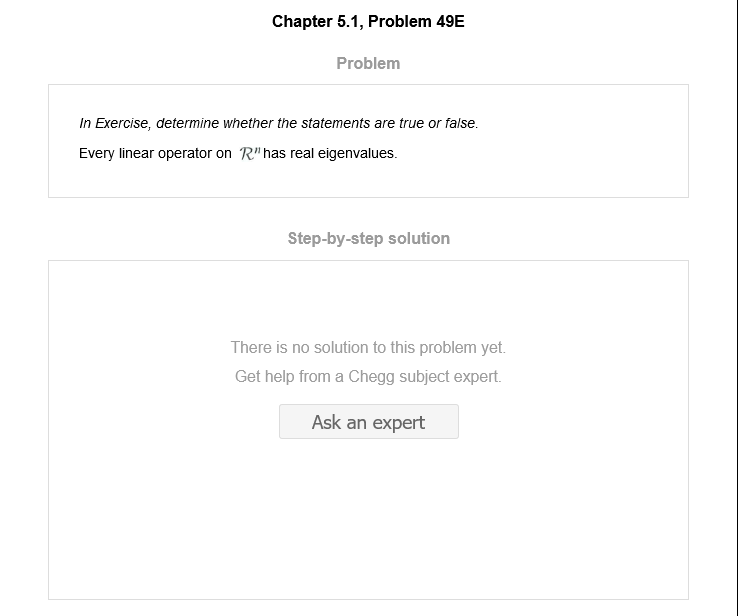 Chapter 5.1, Problem 49E
Problem
In Exercise, determine whether the statements are true or false.
Every linear operator on ℛⁿ has real eigenvalues.
Step-by-step solution
There is no solution to this problem yet.
Get help from a Chegg subject expert.
Ask an expert